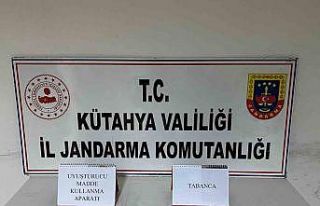 T.C.
KÜTAHYA VALİLİĞİ
İL JANDARMA KOMUTANLIĞI
UYUŞTURUCU
MADDE
KULLANMA
APARATI
TABANCA